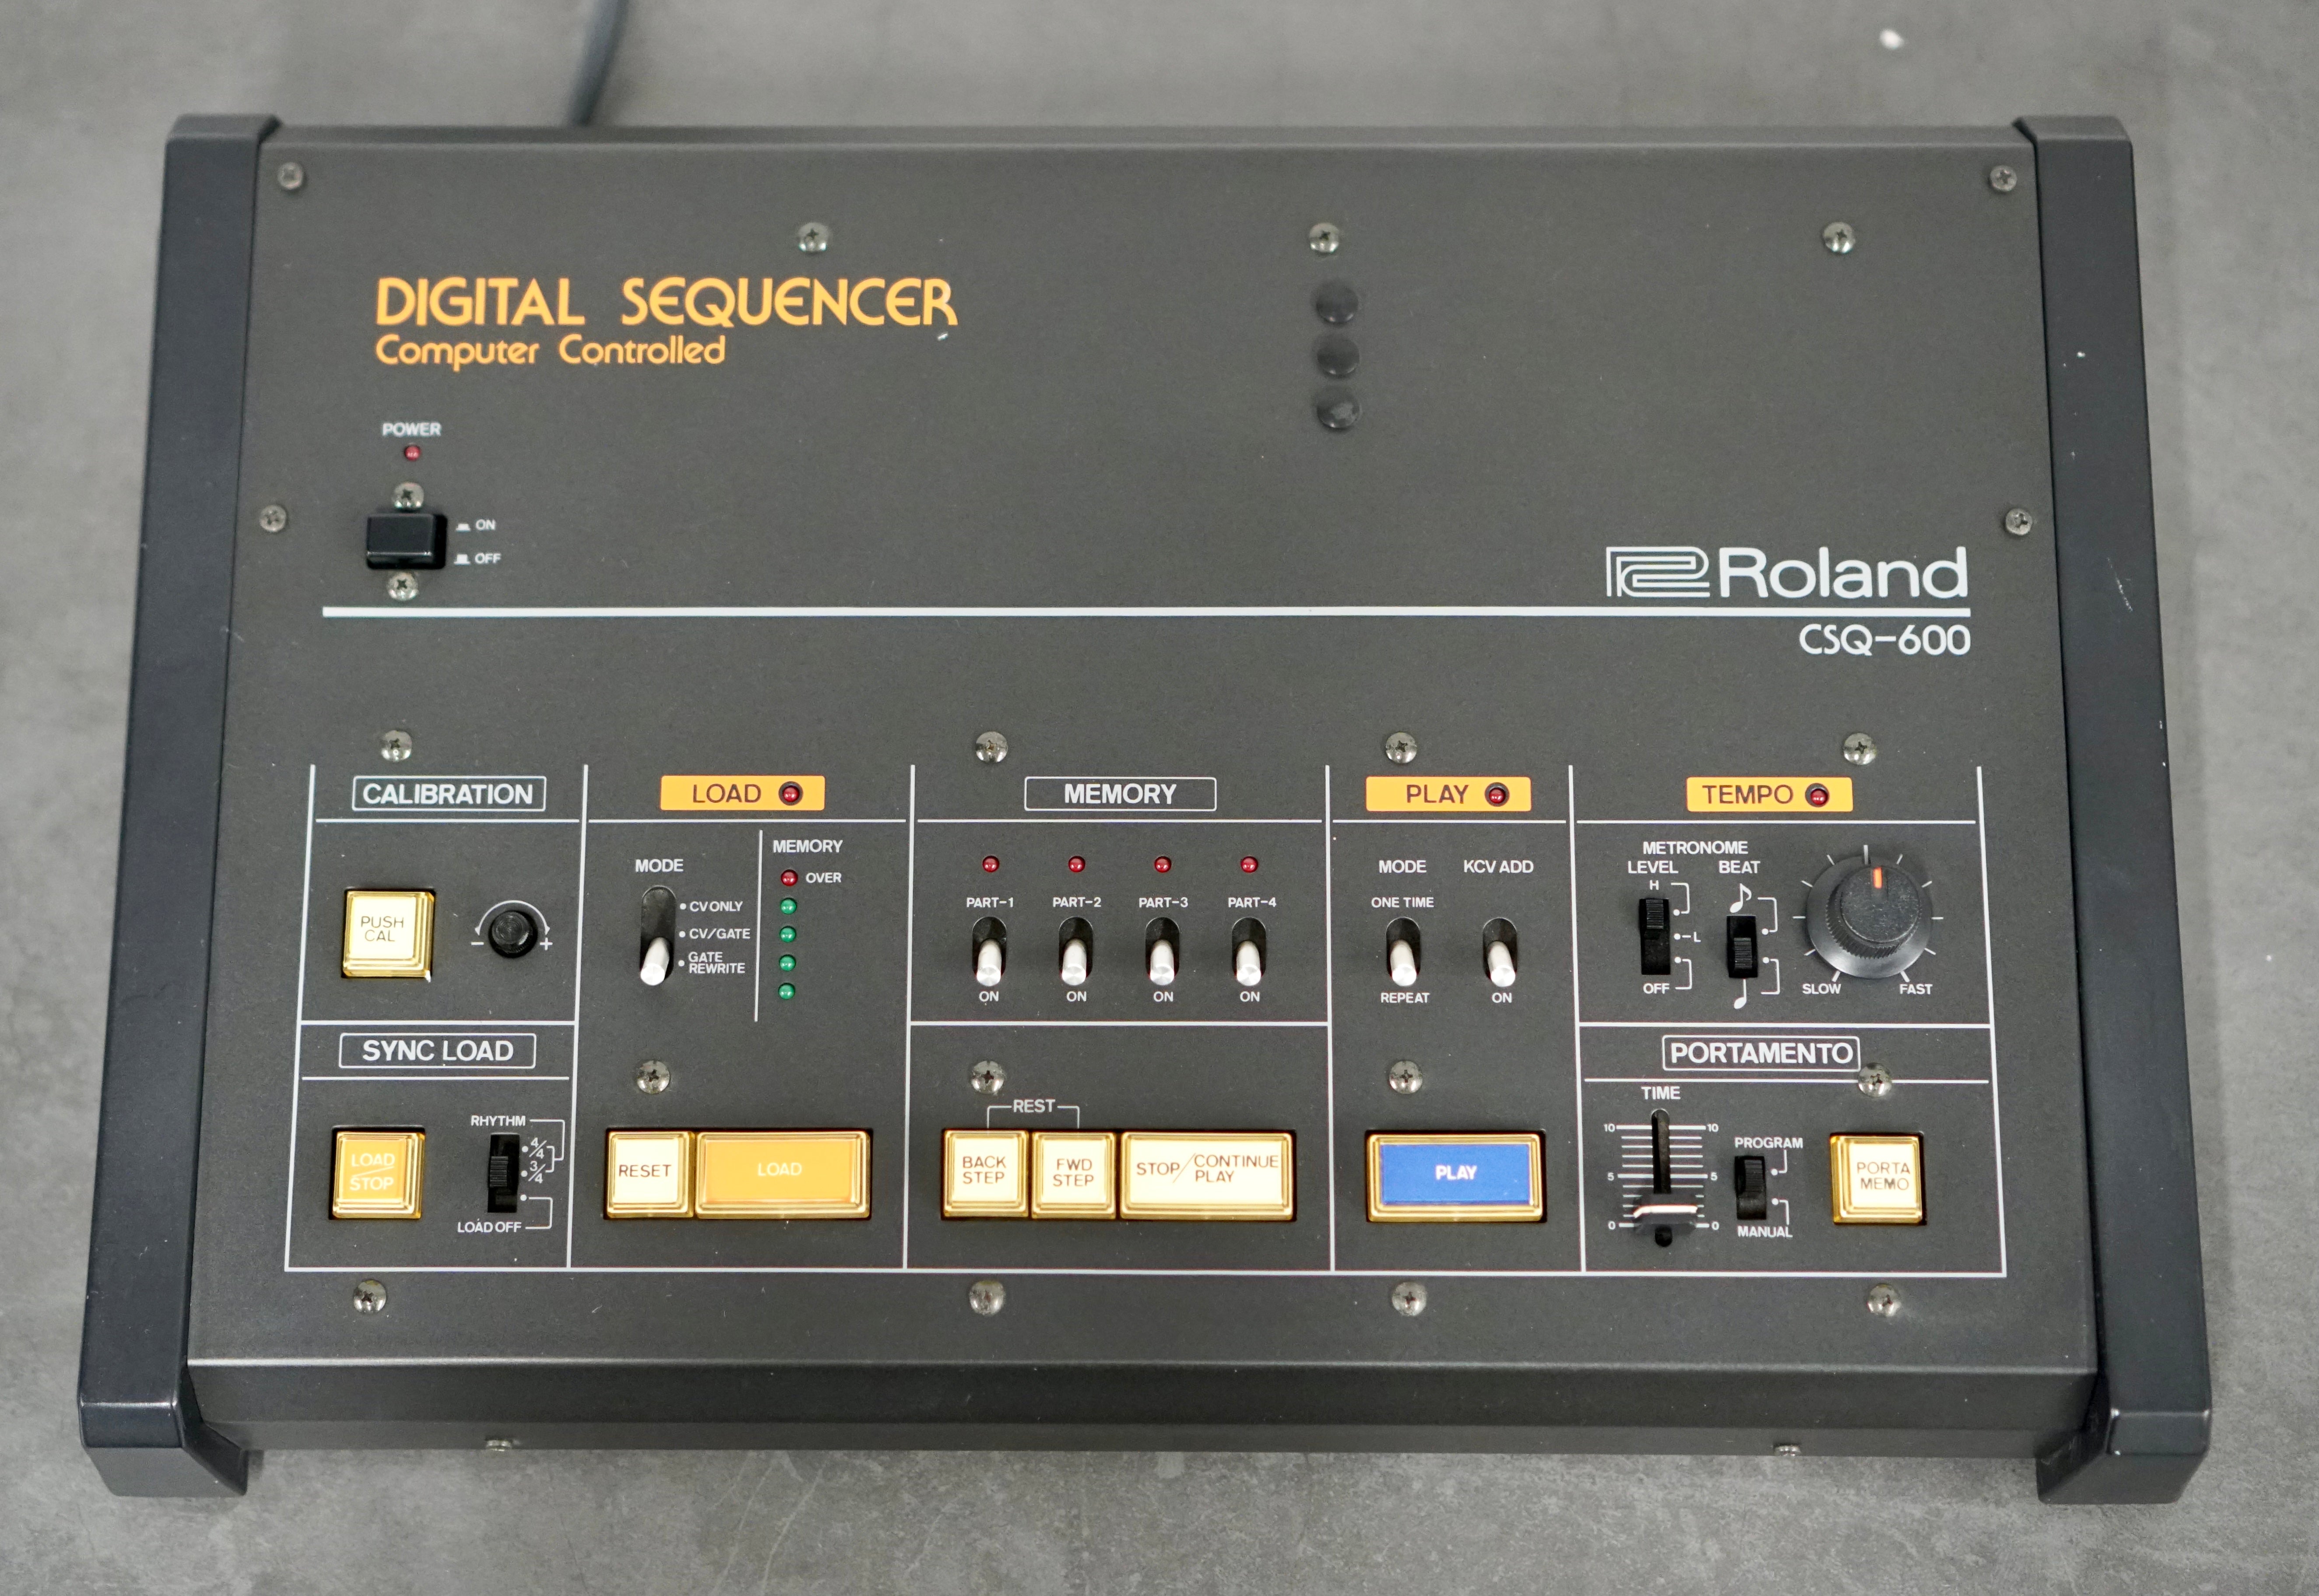 DIGITAL SEQUENCER
Computer Controlled
POWER
ON
OFF
Roland
CSQ-600
CALIBRATION
PUSH
CAL
- +
SYNC LOAD
LOAD
STOP
RHYTHM
4/4
3/4
LOAD OFF
LOAD
MODE
CV ONLY
CV/GATE
GATE
REWRITE
MEMORY
OVER
RESET
LOAD
MEMORY
PART-1 PART-2 PART-3 PART-4
ON ON ON ON
REST
BACK
STEP
FWD
STEP
STOP/CONTINUE
PLAY
PLAY
MODE KCV ADD
ONE TIME
REPEAT ON
PLAY
TEMPO
METRONOME
LEVEL BEAT
H
L
OFF
SLOW FAST
PORTAMENTO
TIME
10 10
5 5
0 0
PROGRAM
MANUAL
PORTA
MEMO